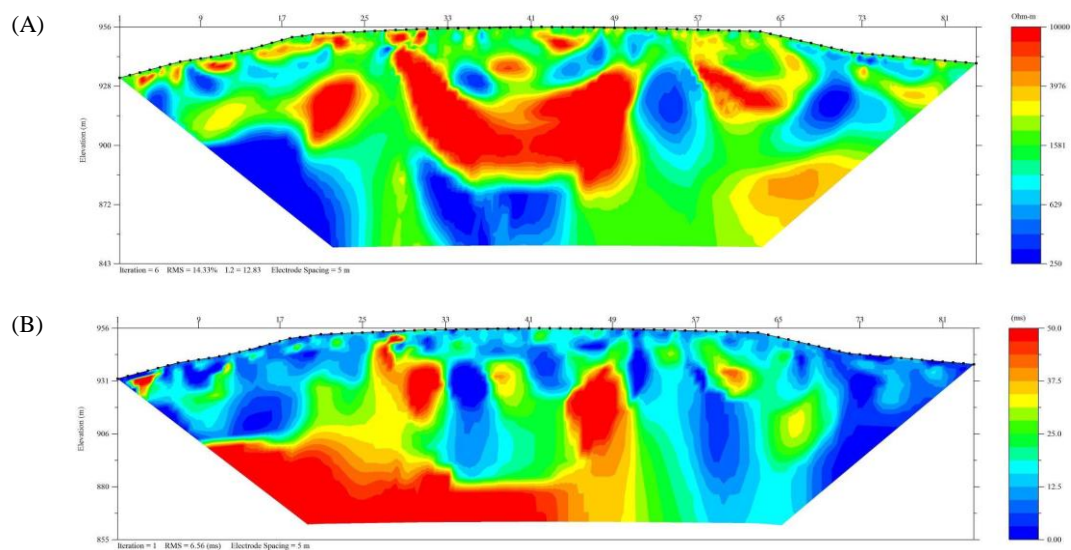 (A)
1 9 17 25 33 41 49 57 65 73 81
Ohm-m
956
928
900
872
843
Elevation (m)
10000
3976
1581
629
250
Iteration = 6 RMS = 14.33% L2 = 12.83 Electrode Spacing = 5 m
(B)
1 9 17 25 33 41 49 57 65 73 81
(ms)
956
931
906
880
855
Elevation (m)
50.0
37.5
25.0
12.5
0.00
Iteration = 1 RMS = 6.56 (ms) Electrode Spacing = 5 m